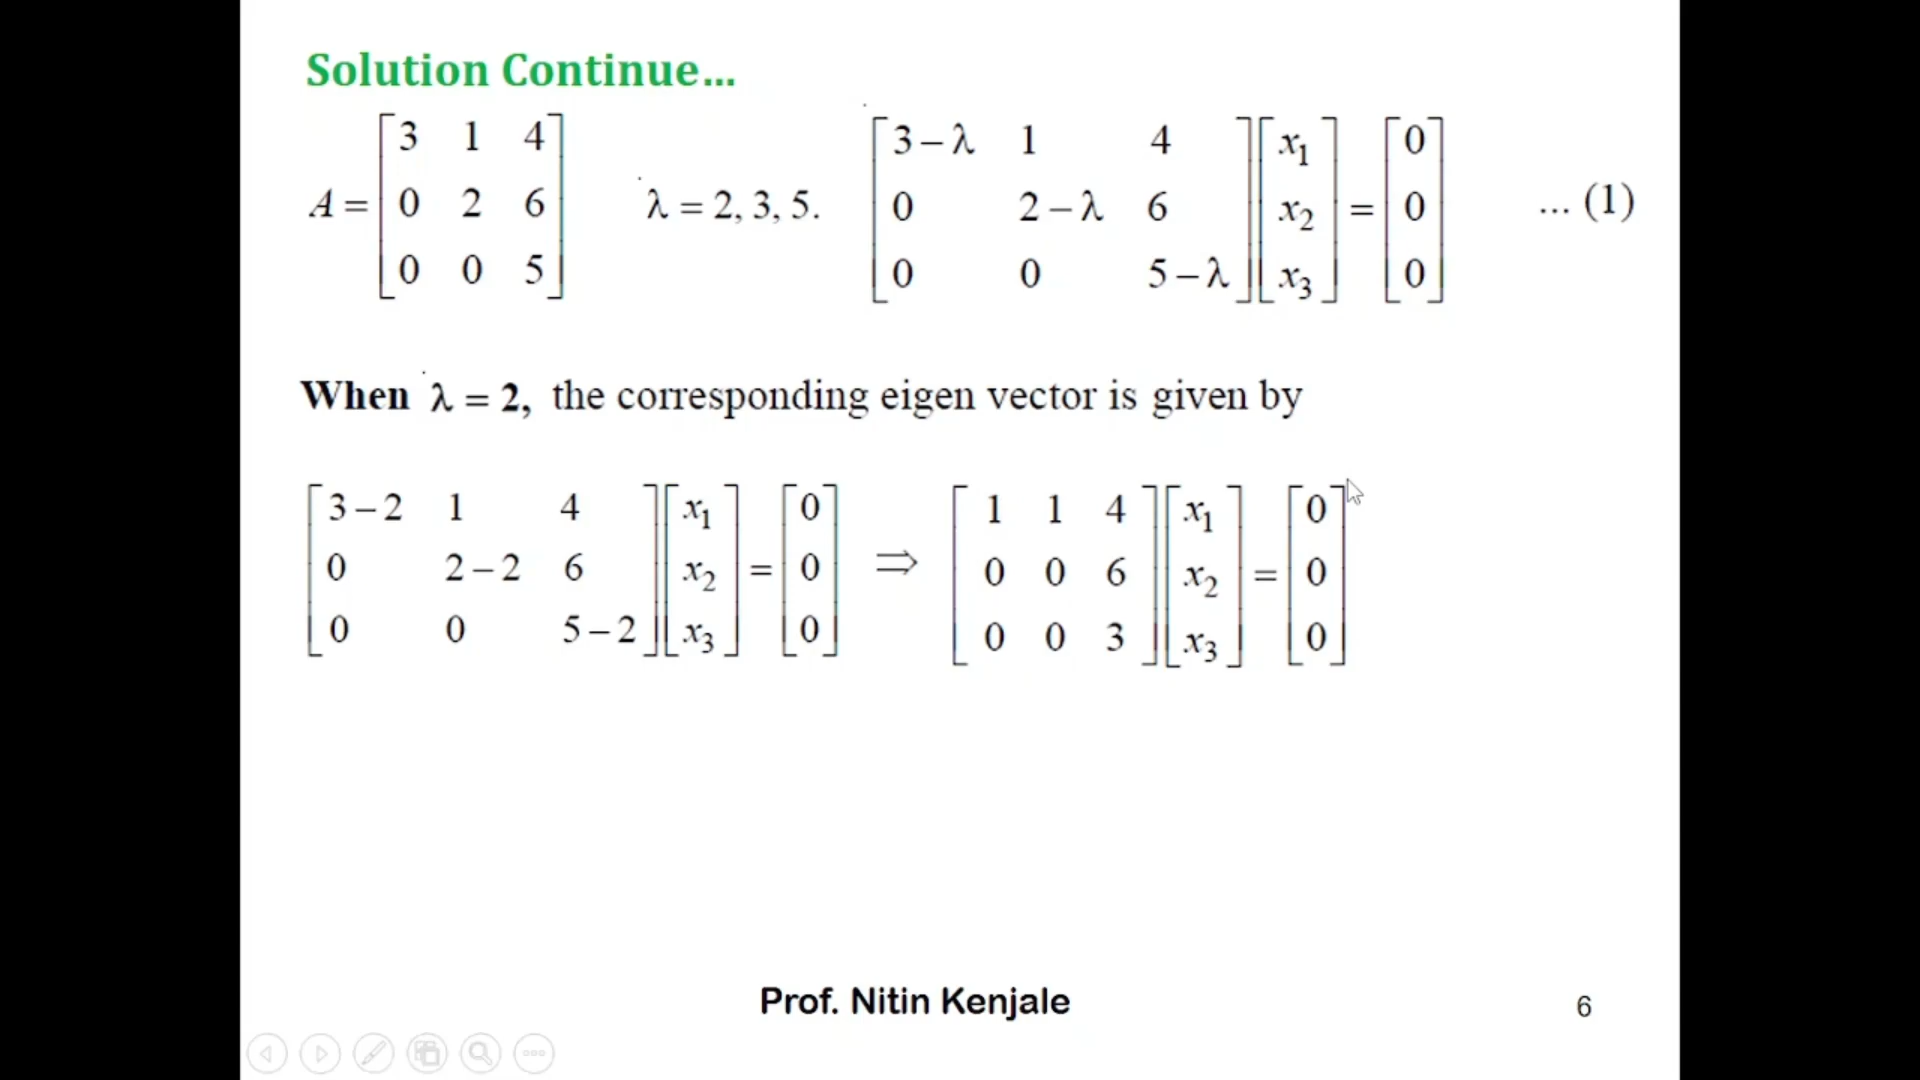 Solution Continue...
A = [3 1 4; 0 2 6; 0 0 5] λ = 2, 3, 5. [3 − λ 1 4; 0 2 − λ 6; 0 0 5 − λ] [x₁; x₂; x₃] = [0; 0; 0] ... (1)
When λ = 2, the corresponding eigen vector is given by
[3 − 2 1 4; 0 2 − 2 6; 0 0 5 − 2] [x₁; x₂; x₃] = [0; 0; 0] ⇒ [1 1 4; 0 0 6; 0 0 3] [x₁; x₂; x₃] = [0; 0; 0]
Prof. Nitin Kenjale
6